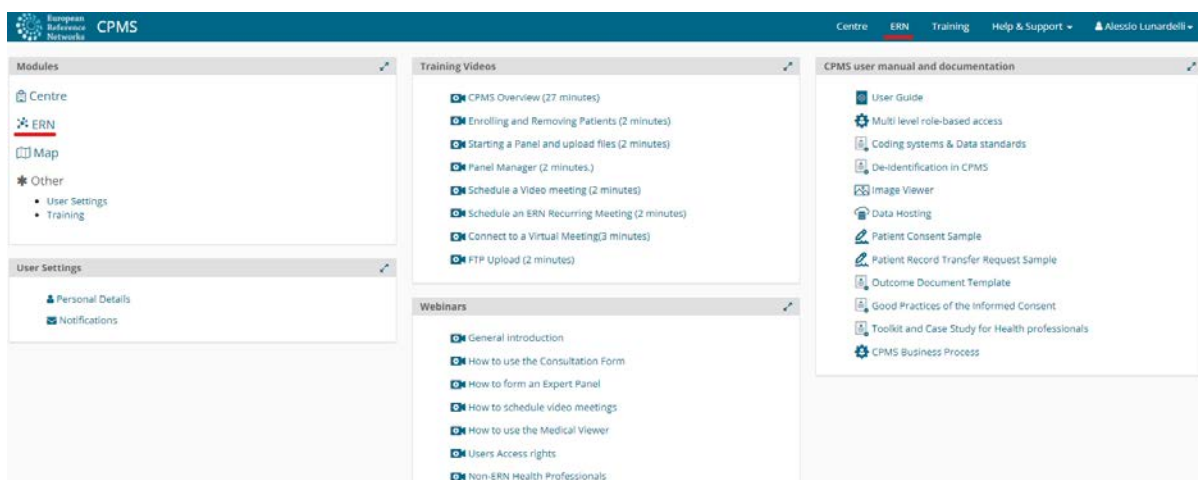 European
Reference
Networks
CPMS
Centre
ERN
Training
Help & Support
Alessio Lunardelli
Modules
Centre
ERN
Map
Other
User Settings
Training
User Settings
Personal Details
Notifications
Training Videos
CPMS Overview (27 minutes)
Enrolling and Removing Patients (2 minutes)
Starting a Panel and upload files (2 minutes)
Panel Manager (2 minutes.)
Schedule a Video meeting (2 minutes)
Schedule an ERN Recurring Meeting (2 minutes)
Connect to a Virtual Meeting(3 minutes)
FTP Upload (2 minutes)
Webinars
General introduction
How to use the Consultation Form
How to form an Expert Panel
How to schedule video meetings
How to use the Medical Viewer
Users Access rights
Non-ERN Health Professionals
CPMS user manual and documentation
User Guide
Multi level role-based access
Coding systems & Data standards
De-Identification in CPMS
Image Viewer
Data Hosting
Patient Consent Sample
Patient Record Transfer Request Sample
Outcome Document Template
Good Practices of the Informed Consent
Toolkit and Case Study for Health professionals
CPMS Business Process